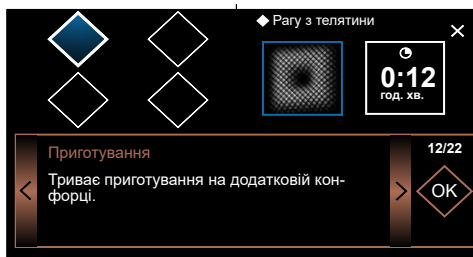 Рагу з телятини
0:12
год. хв.
Приготування
12/22
Триває приготування на додатковій кон-
форці.
OK